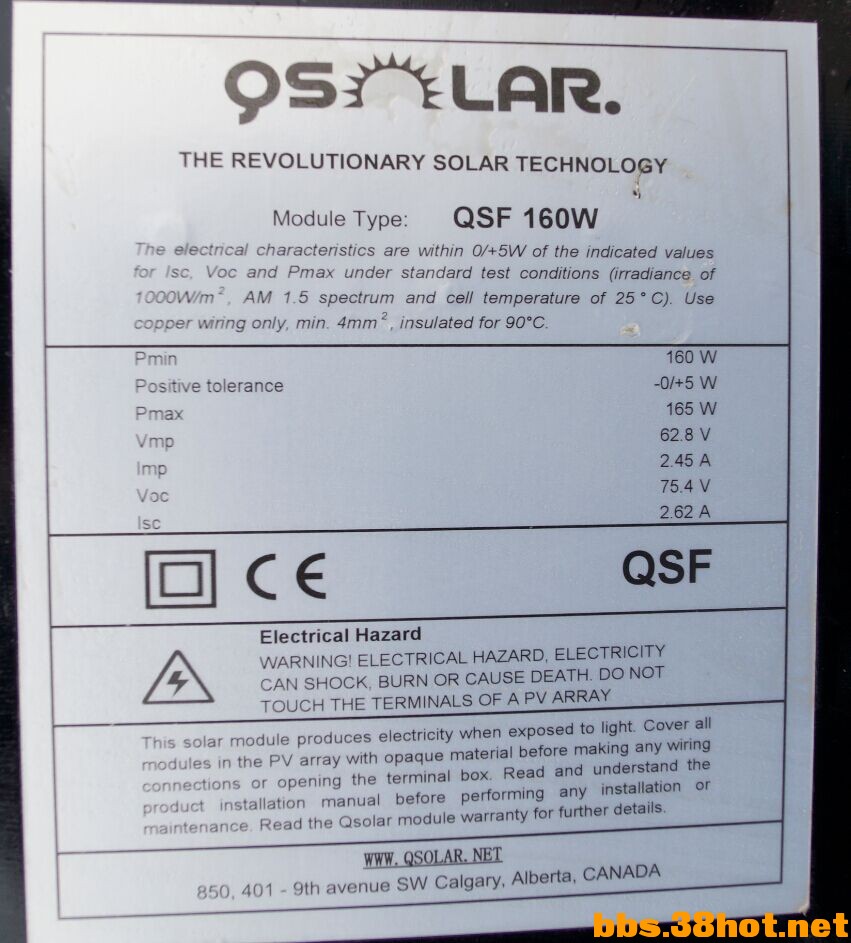 QSOLAR.
THE REVOLUTIONARY SOLAR TECHNOLOGY
Module Type: QSF 160W
The electrical characteristics are within 0/+5W of the indicated values
for Isc, Voc and Pmax under standard test conditions (irradiance of
1000W/m², AM 1.5 spectrum and cell temperature of 25°C). Use
copper wiring only, min. 4mm², insulated for 90°C.
Pmin 160 W
Positive tolerance -0/+5 W
Pmax 165 W
Vmp 62.8 V
Imp 2.45 A
Voc 75.4 V
Isc 2.62 A
CE QSF
Electrical Hazard
WARNING! ELECTRICAL HAZARD, ELECTRICITY
CAN SHOCK, BURN OR CAUSE DEATH. DO NOT
TOUCH THE TERMINALS OF A PV ARRAY
This solar module produces electricity when exposed to light. Cover all
modules in the PV array with opaque material before making any wiring
connections or opening the terminal box. Read and understand the
product installation manual before performing any installation or
maintenance. Read the Qsolar module warranty for further details.
WWW.QSOLAR.NET
850, 401 - 9th avenue SW Calgary, Alberta, CANADA
bbs.38hot.net